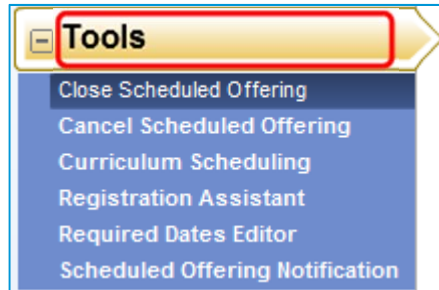 Tools
Close Scheduled Offering
Cancel Scheduled Offering
Curriculum Scheduling
Registration Assistant
Required Dates Editor
Scheduled Offering Notification